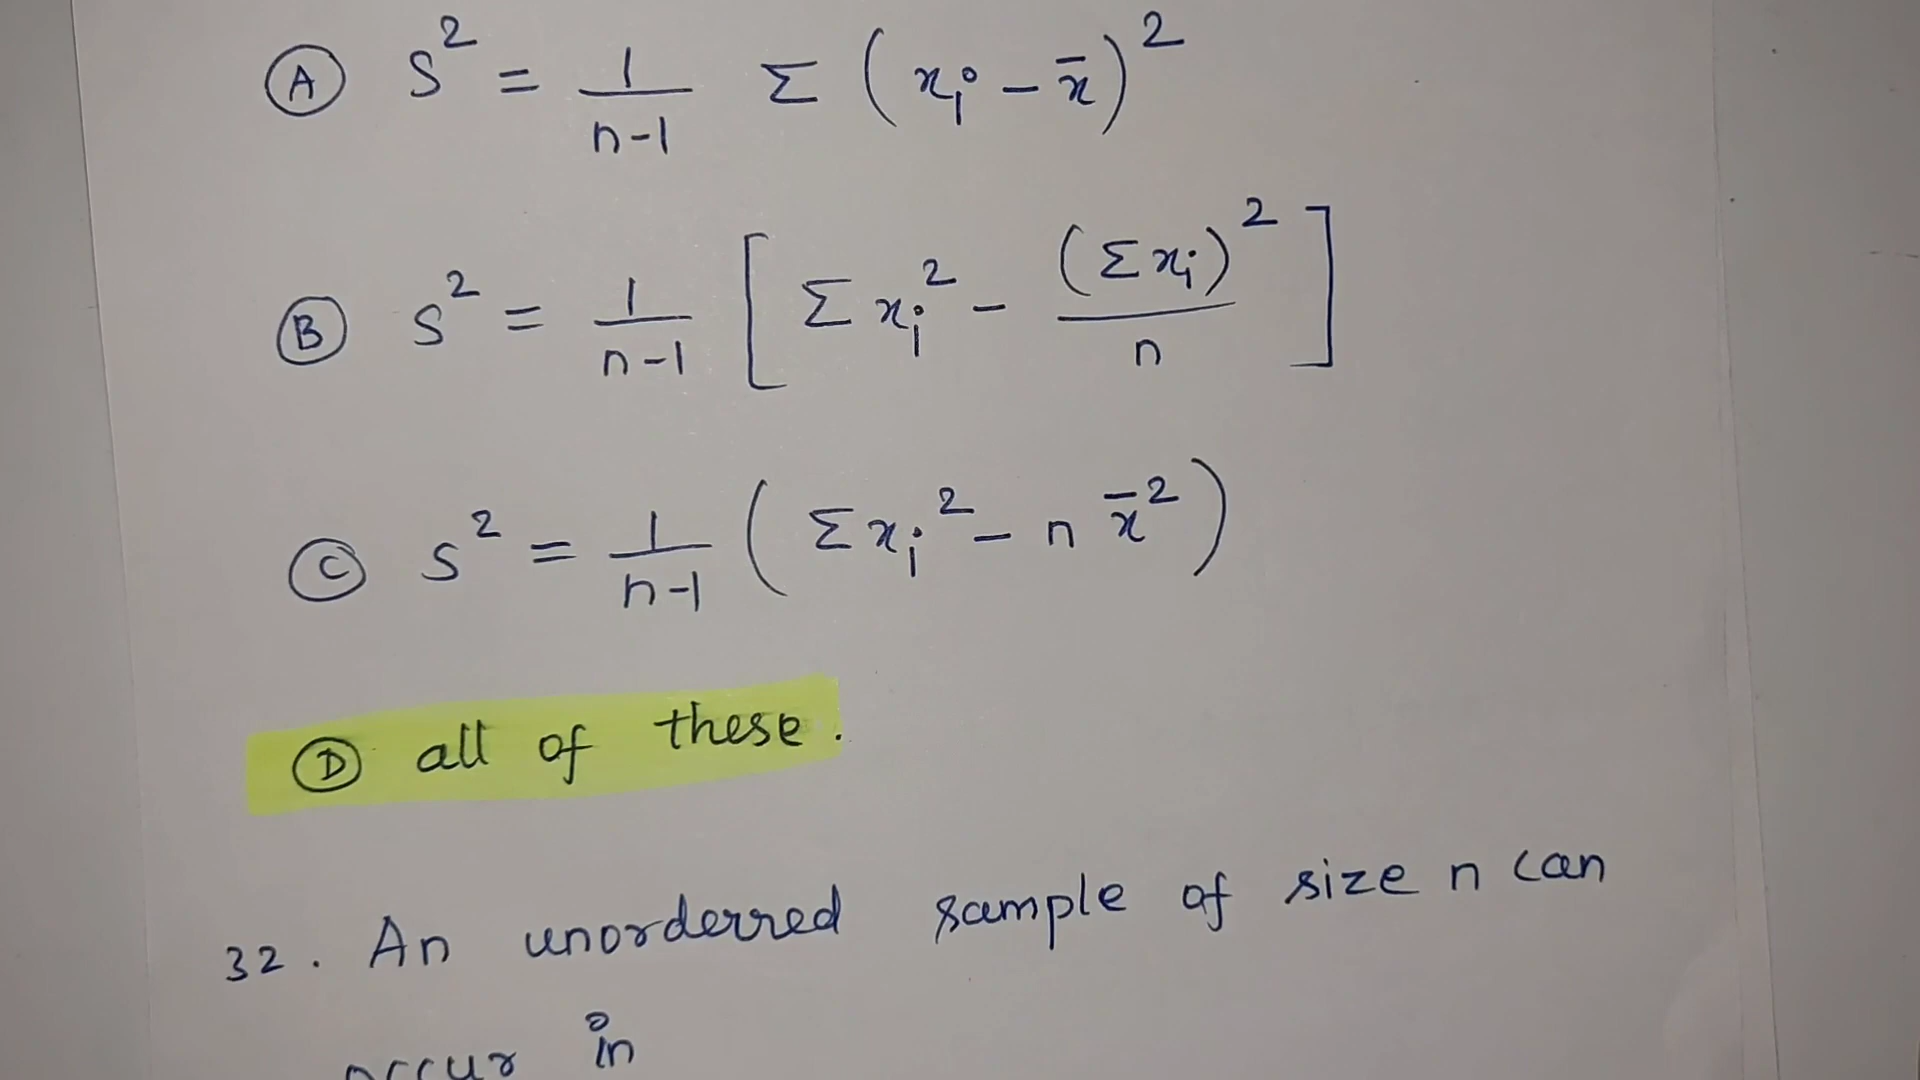 (A) S² = 1/(n-1) Σ (xᵢ - x̄)²
(B) S² = 1/(n-1) [Σ xᵢ² - (Σ xᵢ)²/n]
(C) S² = 1/(n-1) (Σ xᵢ² - n x̄²)
(D) all of these.
32. An unorderred sample of size n can
occur in